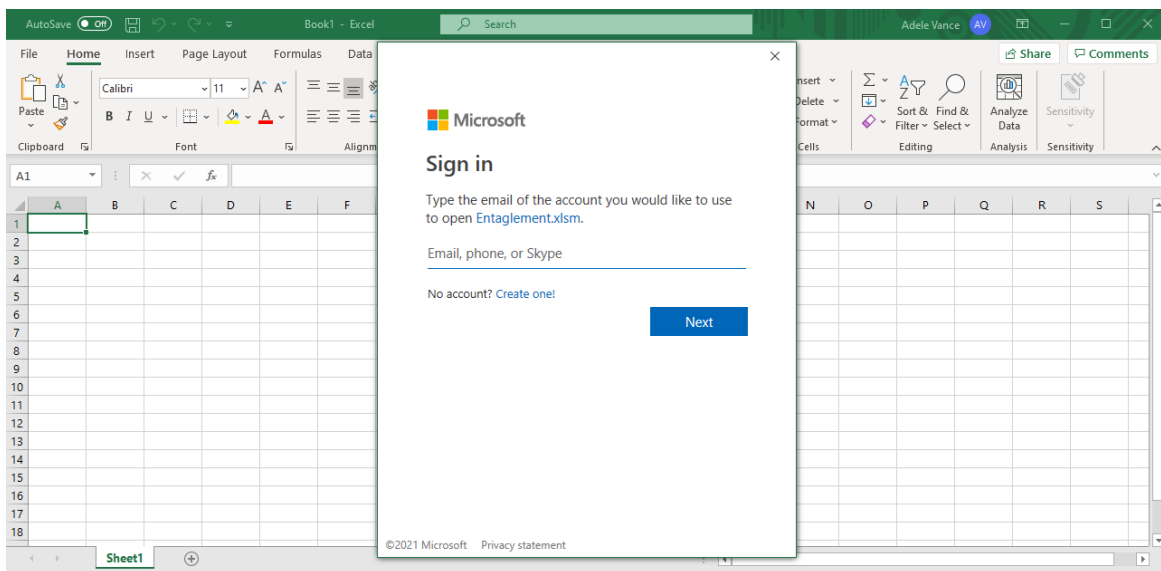 AutoSave Off Book1 - Excel Search Adele Vance AV
File Home Insert Page Layout Formulas Data Share Comments
Calibri 11 A^ Aˇ
Paste
B I U A
Clipboard Font Alignm
nsert
Delete
Format
Cells
Sort & Filter
Find & Select
Editing
Analyze Data
Analysis
Sensitivity
Sensitivity
A1 fx
A B C D E F N O P Q R S
1
2
3
4
5
6
7
8
9
10
11
12
13
14
15
16
17
18
Microsoft
Sign in
Type the email of the account you would like to use
to open Entaglement.xlsm.
Email, phone, or Skype
No account? Create one!
Next
©2021 Microsoft Privacy statement
Sheet1